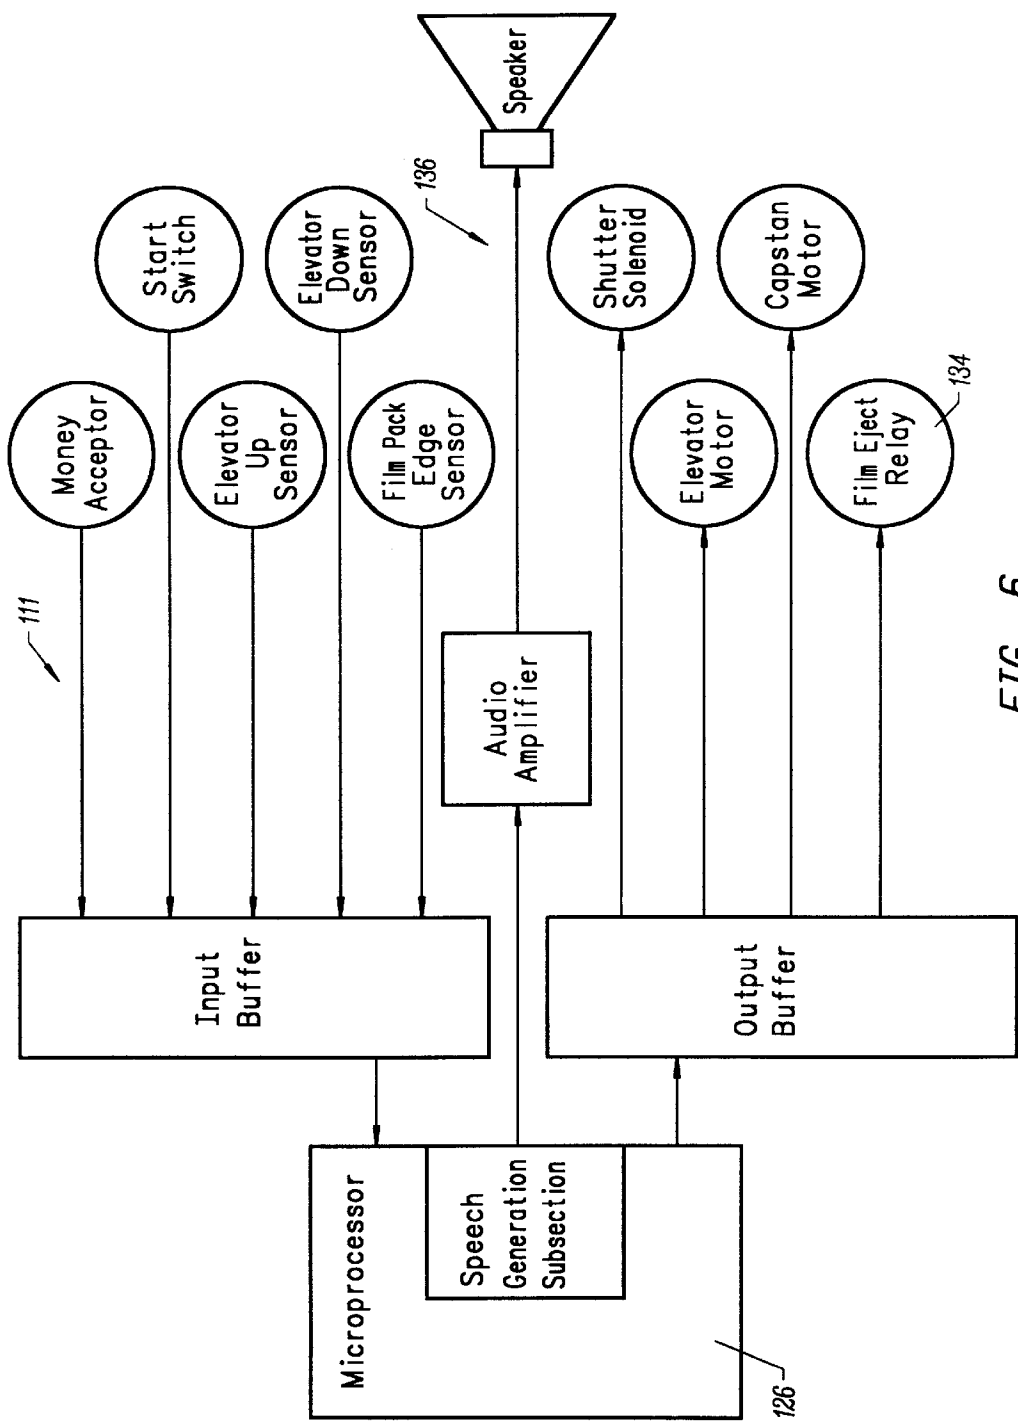 111
Money
Acceptor
Start
Switch
Elevator
Up
Sensor
Elevator
Down
Sensor
Film Pack
Edge
Sensor
Input
Buffer
Microprocessor
Speech
Generation
Subsection
126
Audio
Amplifier
136
Speaker
Output
Buffer
Shutter
Solenoid
Elevator
Motor
Capstan
Motor
Film Eject
Relay
134
FIG. 6